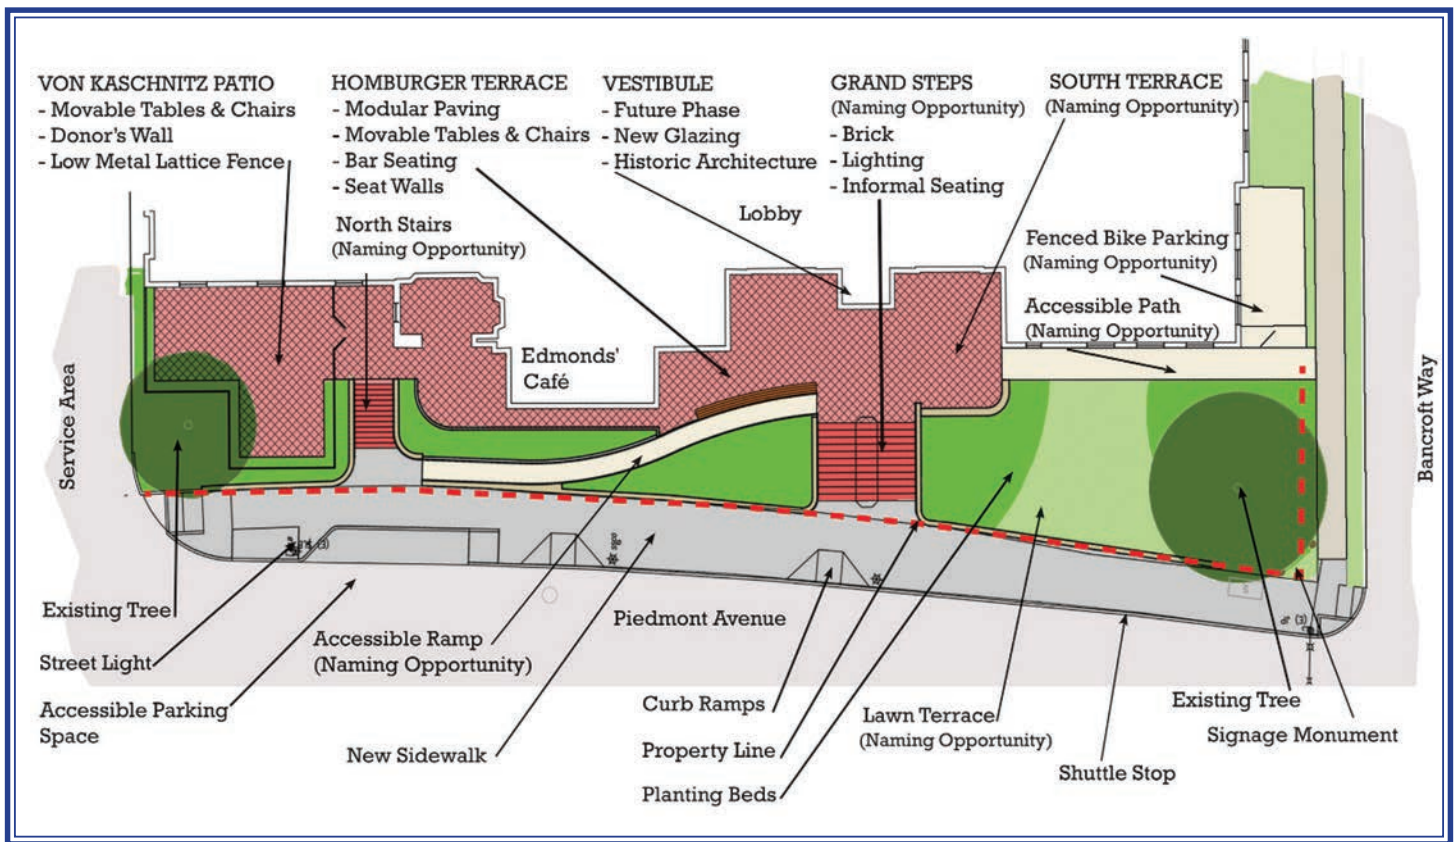 VON KASCHNITZ PATIO
- Movable Tables & Chairs
- Donor's Wall
- Low Metal Lattice Fence
HOMBURGER TERRACE
- Modular Paving
- Movable Tables & Chairs
- Bar Seating
- Seat Walls
VESTIBULE
- Future Phase
- New Glazing
- Historic Architecture
GRAND STEPS
(Naming Opportunity)
- Brick
- Lighting
- Informal Seating
SOUTH TERRACE
(Naming Opportunity)
North Stairs
(Naming Opportunity)
Lobby
Fenced Bike Parking
(Naming Opportunity)
Accessible Path
(Naming Opportunity)
Edmonds'
Café
Service Area
Bancroft Way
Existing Tree
Street Light
Accessible Parking
Space
Accessible Ramp
(Naming Opportunity)
New Sidewalk
Piedmont Avenue
Curb Ramps
Property Line
Planting Beds
Lawn Terrace
(Naming Opportunity)
Shuttle Stop
Existing Tree
Signage Monument